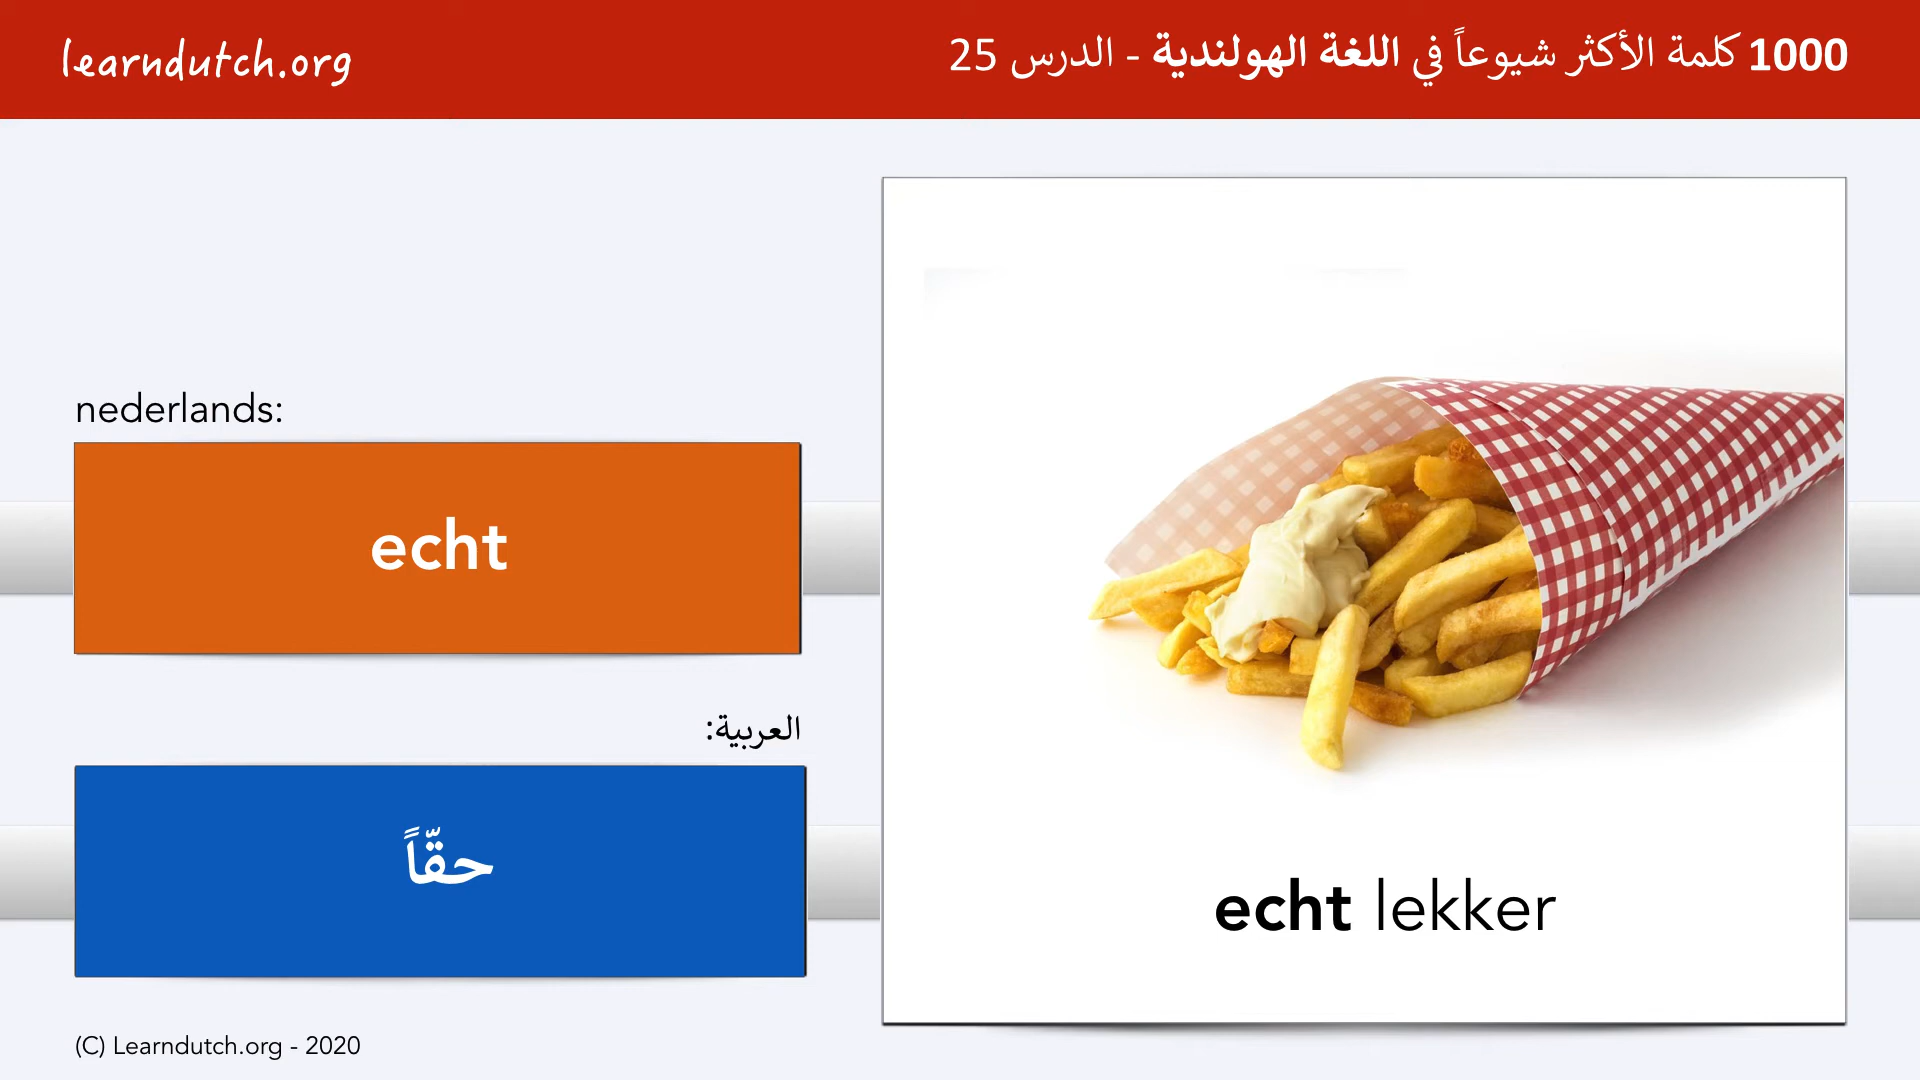 learndutch.org
1000 كلمة الأكثر شيوعاً في اللغة الهولندية - الدرس 25
nederlands:
echt
العربية:
حقّاً
echt lekker
(C) Learndutch.org - 2020